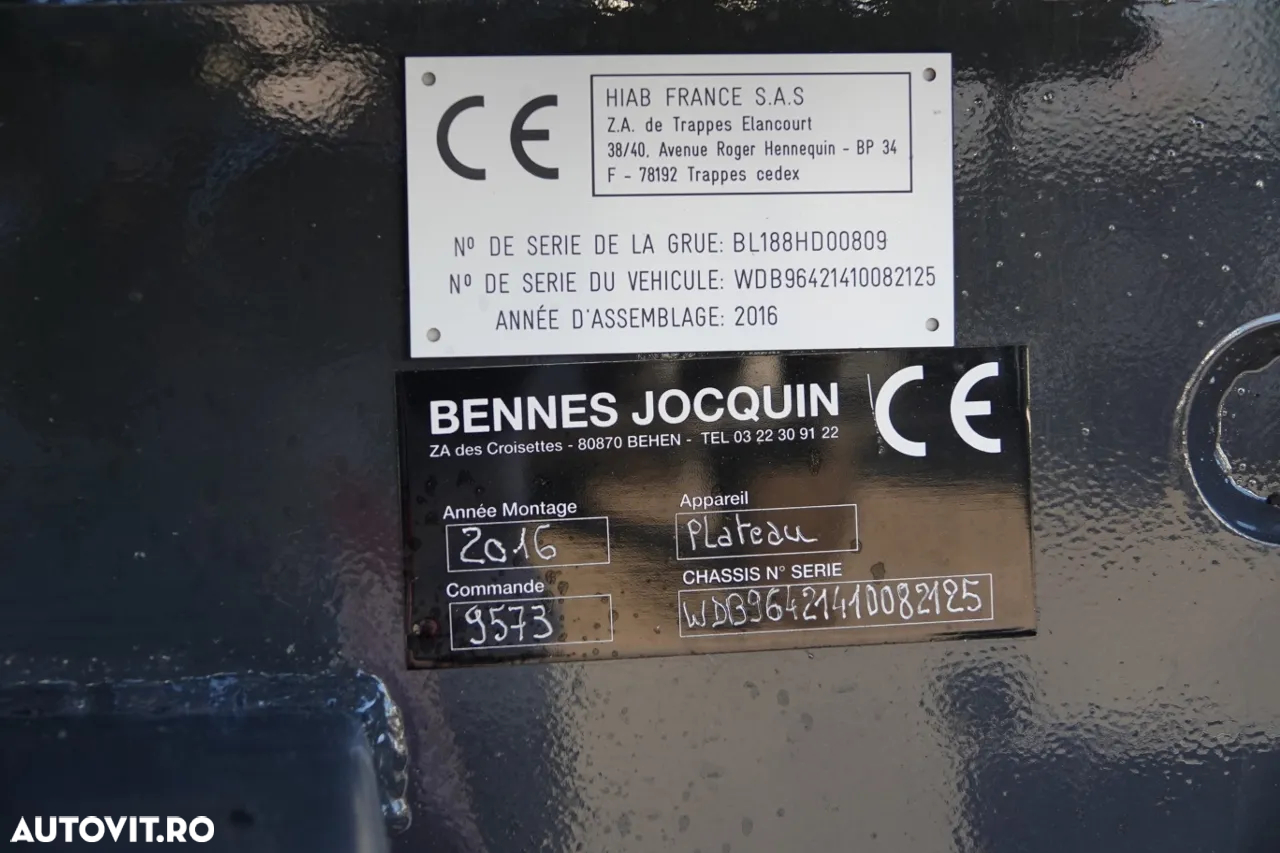 CE
HIAB FRANCE S.A.S
Z.A. de Trappes Elancourt
38/40, Avenue Roger Hennequin - BP 34
F - 78192 Trappes cedex
Nº DE SERIE DE LA GRUE: BL188HD00809
Nº DE SERIE DU VEHICULE: WDB96421410082125
ANNÉE D'ASSEMBLAGE: 2016
BENNES JOCQUIN CE
ZA des Croisettes - 80870 BEHEN - TEL 03 22 30 91 22
Année Montage
2016
Appareil
Plateau
Commande
9573
CHASSIS N° SERIE
WDB96421410082125
AUTOVIT.RO